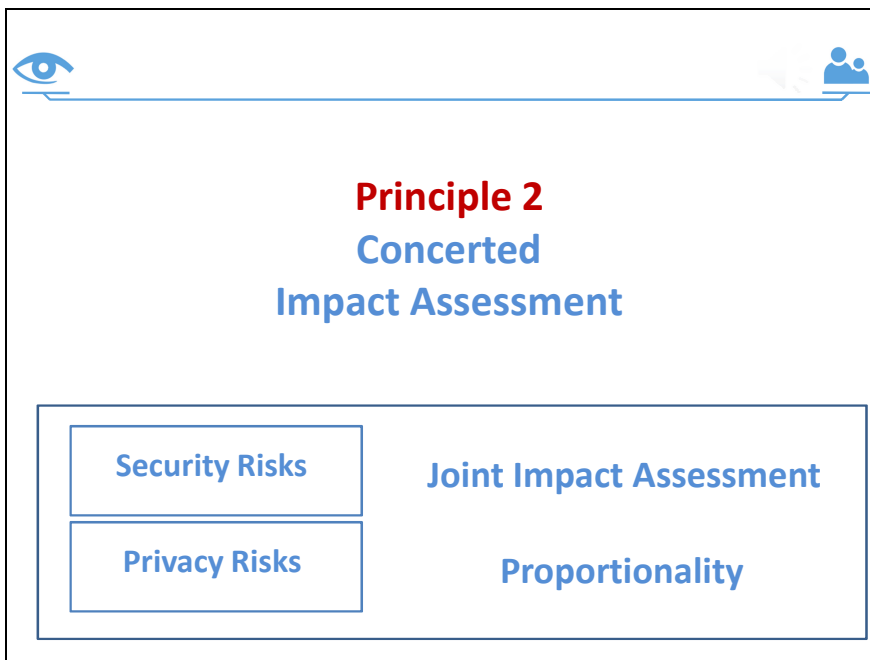 Principle 2
Concerted
Impact Assessment
Security Risks
Joint Impact Assessment
Privacy Risks
Proportionality